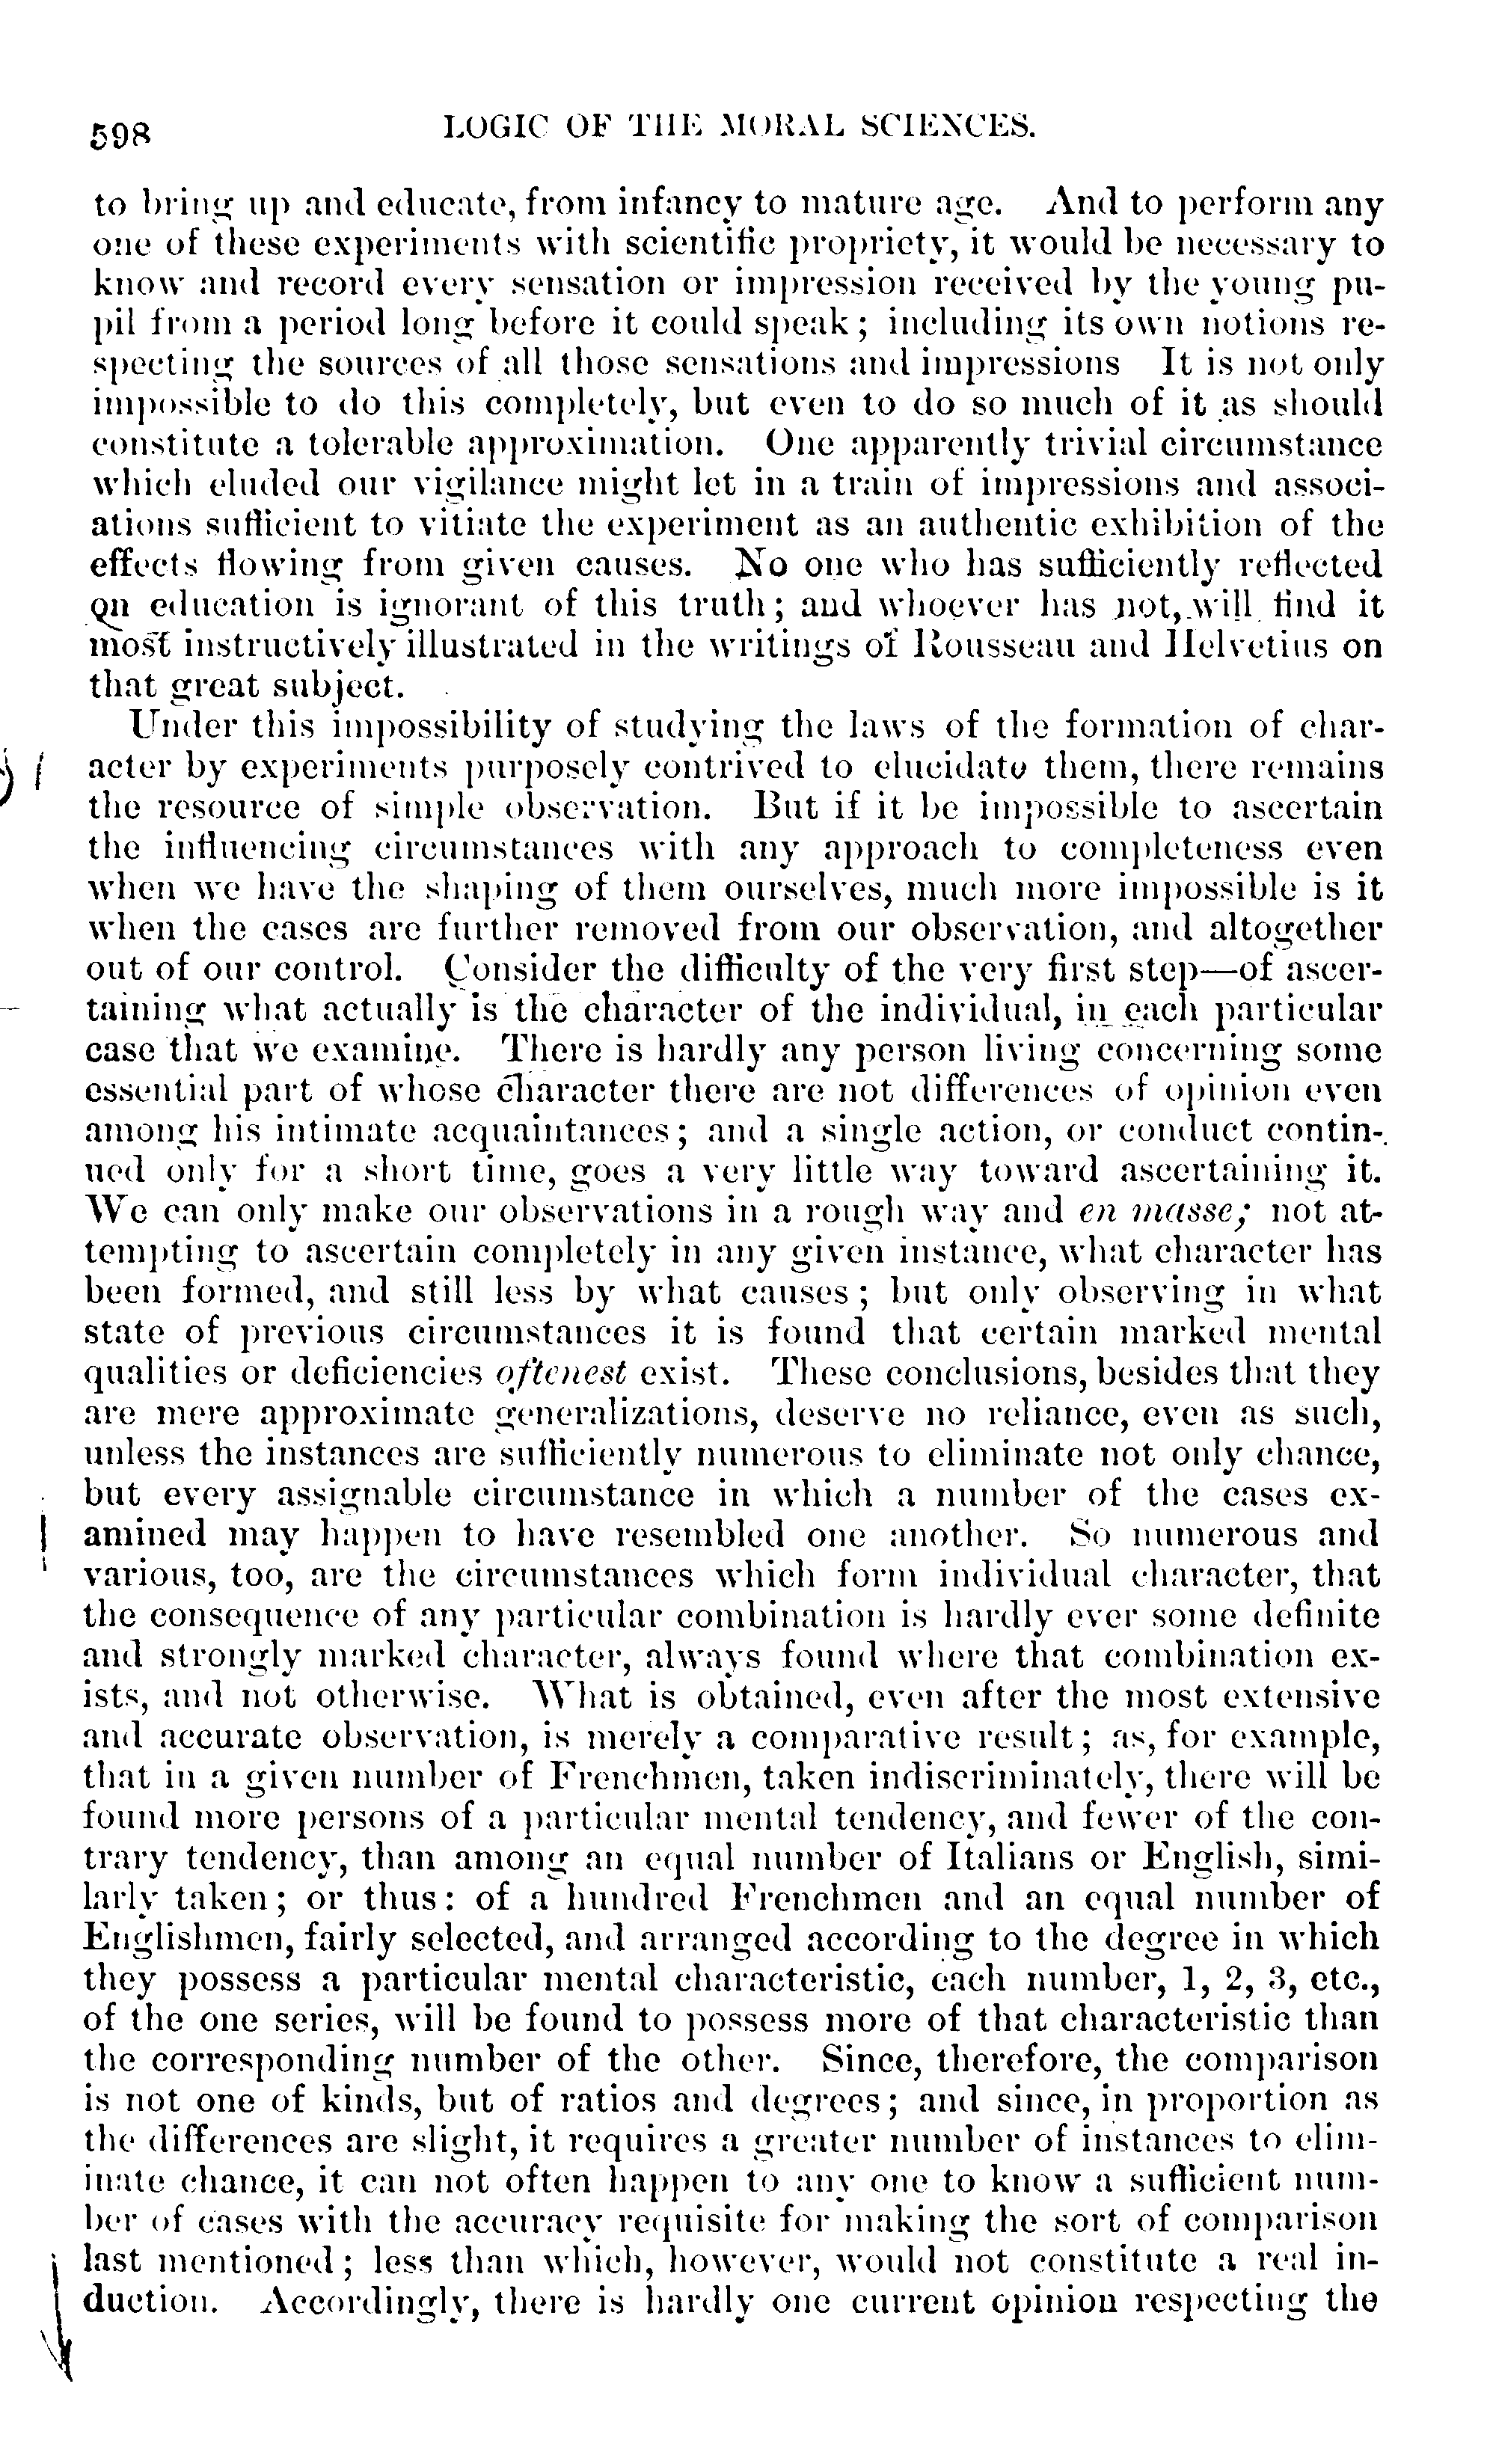 598 LOGIC OF THE MORAL SCIENCES.
to bring up and educate, from infancy to mature age. And to perform any
one of these experiments with scientific propriety, it would be necessary to
know and record every sensation or impression received by the young pu-
pil from a period long before it could speak; including its own notions re-
specting the sources of all those sensations and impressions It is not only
impossible to do this completely, but even to do so much of it as should
constitute a tolerable approximation. One apparently trivial circumstance
which eluded our vigilance might let in a train of impressions and associ-
ations sufficient to vitiate the experiment as an authentic exhibition of the
effects flowing from given causes. No one who has sufficiently reflected
on education is ignorant of this truth; and whoever has not, will find it
most instructively illustrated in the writings of Rousseau and Helvetius on
that great subject.
Under this impossibility of studying the laws of the formation of char-
acter by experiments purposely contrived to elucidate them, there remains
the resource of simple observation. But if it be impossible to ascertain
the influencing circumstances with any approach to completeness even
when we have the shaping of them ourselves, much more impossible is it
when the cases are further removed from our observation, and altogether
out of our control. Consider the difficulty of the very first step—of ascer-
taining what actually is the character of the individual, in each particular
case that we examine. There is hardly any person living concerning some
essential part of whose character there are not differences of opinion even
among his intimate acquaintances; and a single action, or conduct contin-
ued only for a short time, goes a very little way toward ascertaining it.
We can only make our observations in a rough way and en masse; not at-
tempting to ascertain completely in any given instance, what character has
been formed, and still less by what causes; but only observing in what
state of previous circumstances it is found that certain marked mental
qualities or deficiencies oftenest exist. These conclusions, besides that they
are mere approximate generalizations, deserve no reliance, even as such,
unless the instances are sufficiently numerous to eliminate not only chance,
but every assignable circumstance in which a number of the cases ex-
amined may happen to have resembled one another. So numerous and
various, too, are the circumstances which form individual character, that
the consequence of any particular combination is hardly ever some definite
and strongly marked character, always found where that combination ex-
ists, and not otherwise. What is obtained, even after the most extensive
and accurate observation, is merely a comparative result; as, for example,
that in a given number of Frenchmen, taken indiscriminately, there will be
found more persons of a particular mental tendency, and fewer of the con-
trary tendency, than among an equal number of Italians or English, simi-
larly taken; or thus: of a hundred Frenchmen and an equal number of
Englishmen, fairly selected, and arranged according to the degree in which
they possess a particular mental characteristic, each number, 1, 2, 3, etc.,
of the one series, will be found to possess more of that characteristic than
the corresponding number of the other. Since, therefore, the comparison
is not one of kinds, but of ratios and degrees; and since, in proportion as
the differences are slight, it requires a greater number of instances to elim-
inate chance, it can not often happen to any one to know a sufficient num-
ber of cases with the accuracy requisite for making the sort of comparison
last mentioned; less than which, however, would not constitute a real in-
duction. Accordingly, there is hardly one current opinion respecting the